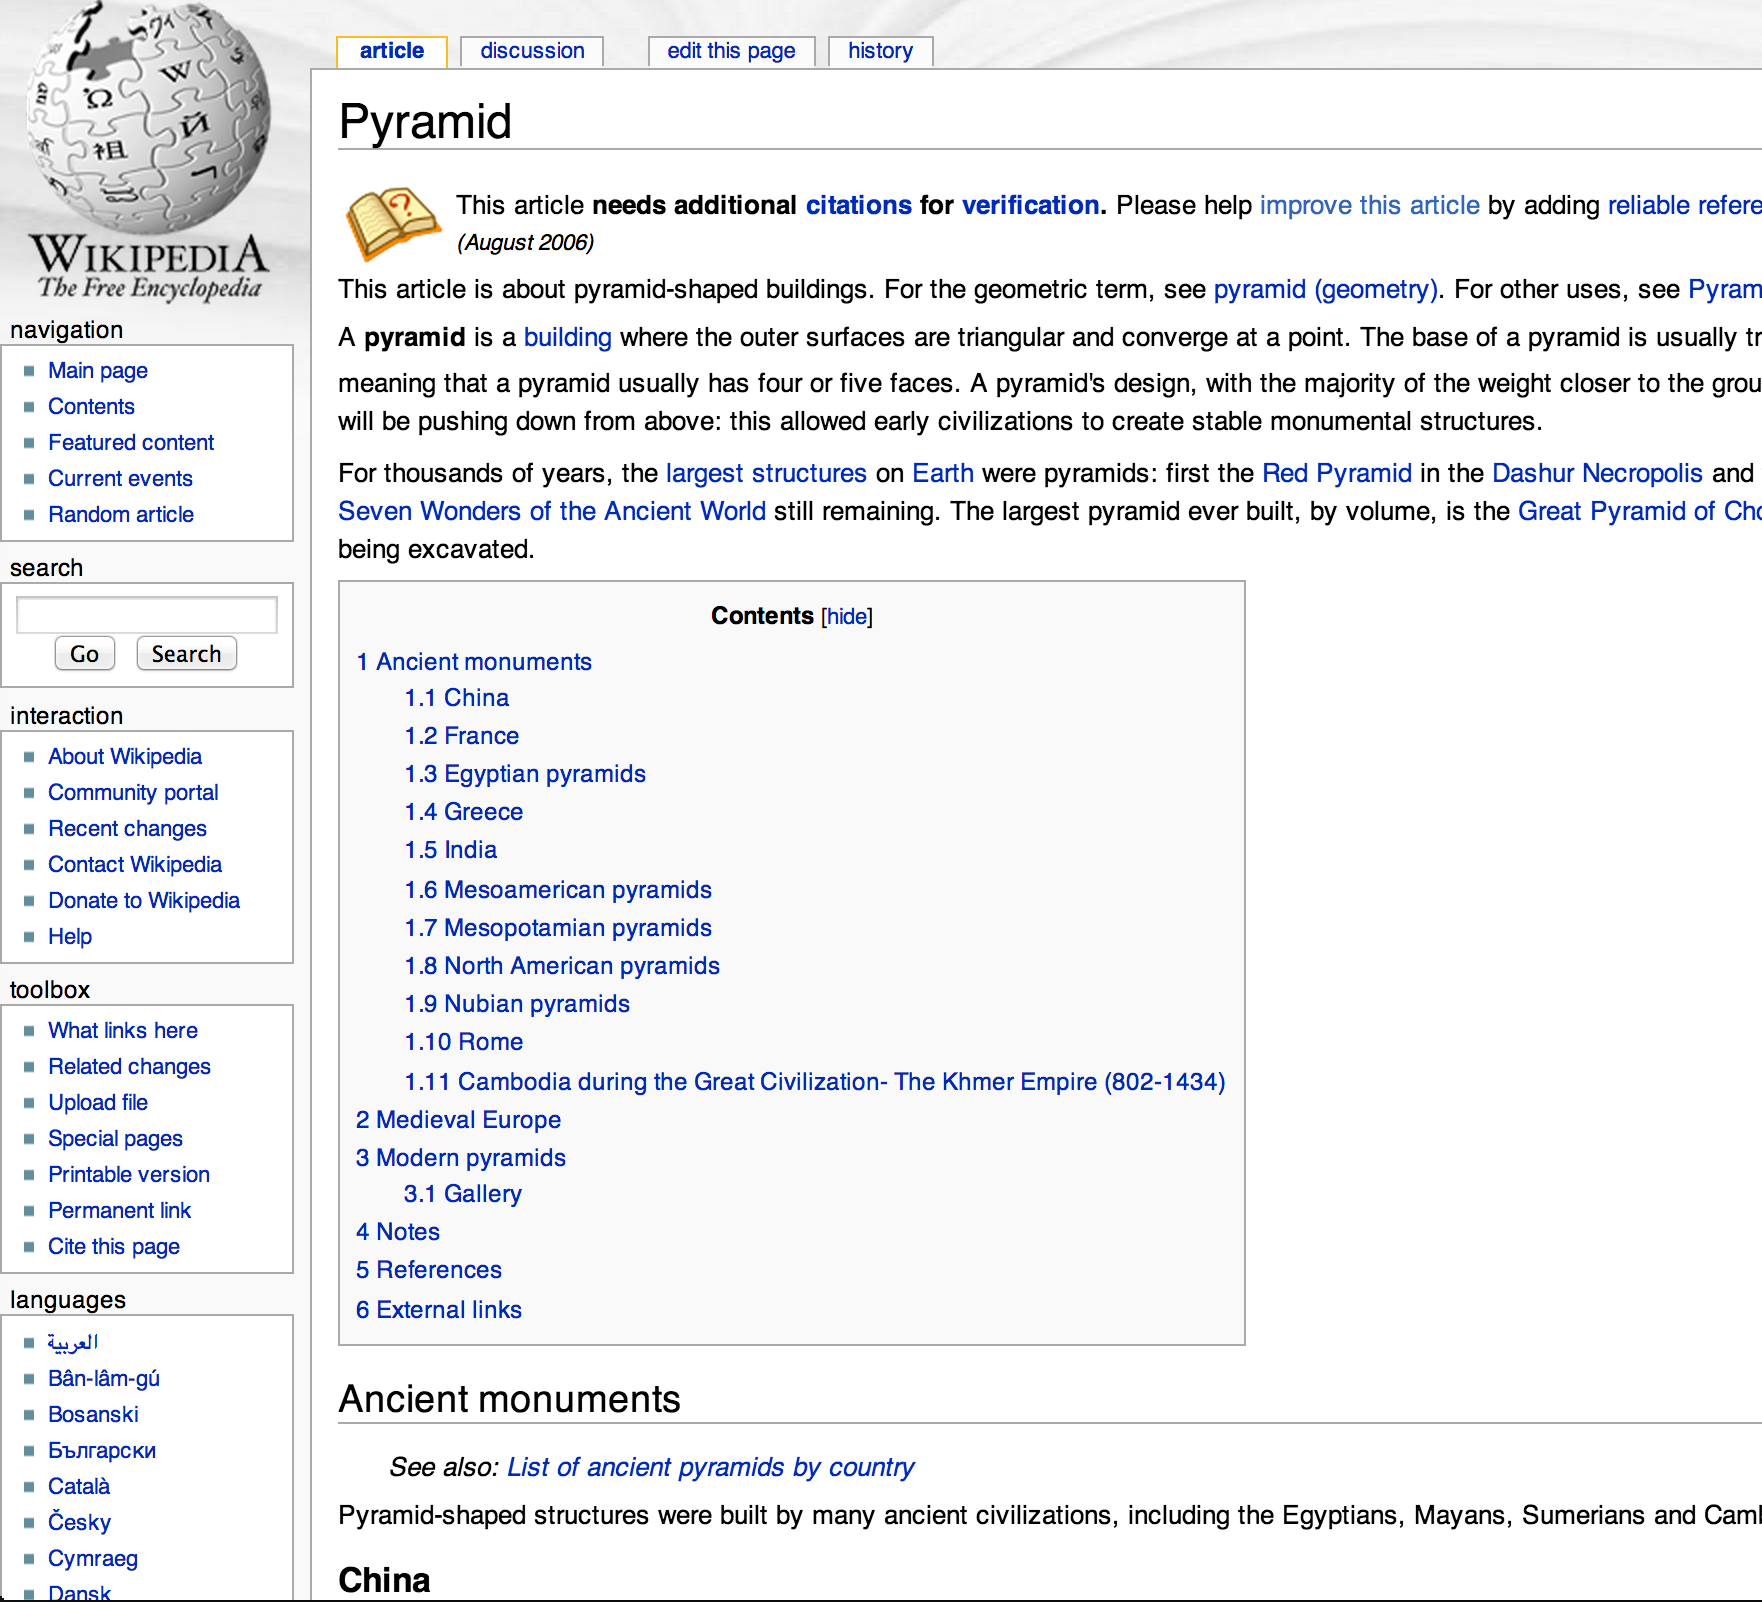 WIKIPEDIA
The Free Encyclopedia
navigation
Main page
Contents
Featured content
Current events
Random article
search
Go Search
interaction
About Wikipedia
Community portal
Recent changes
Contact Wikipedia
Donate to Wikipedia
Help
toolbox
What links here
Related changes
Upload file
Special pages
Printable version
Permanent link
Cite this page
languages
العربية
Bân-lâm-gú
Bosanski
Български
Català
Česky
Cymraeg
Dansk
article discussion edit this page history
Pyramid
This article needs additional citations for verification. Please help improve this article by adding reliable
(August 2006)
This article is about pyramid-shaped buildings. For the geometric term, see pyramid (geometry). For other uses, see
A pyramid is a building where the outer surfaces are triangular and converge at a point. The base of a pyramid is usually
meaning that a pyramid usually has four or five faces. A pyramid's design, with the majority of the weight closer to the
will be pushing down from above: this allowed early civilizations to create stable monumental structures.
For thousands of years, the largest structures on Earth were pyramids: first the Red Pyramid in the Dashur Necropolis and
Seven Wonders of the Ancient World still remaining. The largest pyramid ever built, by volume, is the Great Pyramid of
being excavated.
Contents [hide]
1 Ancient monuments
1.1 China
1.2 France
1.3 Egyptian pyramids
1.4 Greece
1.5 India
1.6 Mesoamerican pyramids
1.7 Mesopotamian pyramids
1.8 North American pyramids
1.9 Nubian pyramids
1.10 Rome
1.11 Cambodia during the Great Civilization- The Khmer Empire (802-1434)
2 Medieval Europe
3 Modern pyramids
3.1 Gallery
4 Notes
5 References
6 External links
Ancient monuments
See also: List of ancient pyramids by country
Pyramid-shaped structures were built by many ancient civilizations, including the Egyptians, Mayans, Sumerians and
China